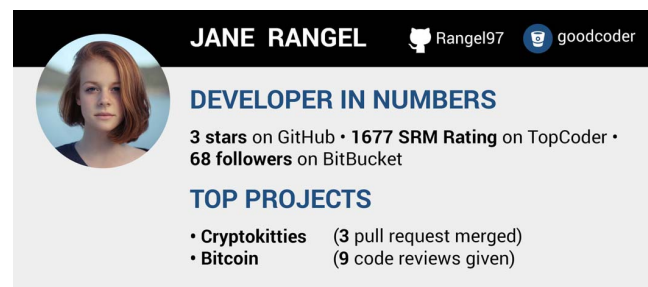 JANE RANGEL Rangel97 goodcoder
DEVELOPER IN NUMBERS
3 stars on GitHub • 1677 SRM Rating on TopCoder •
68 followers on BitBucket
TOP PROJECTS
• Cryptokitties (3 pull request merged)
• Bitcoin (9 code reviews given)